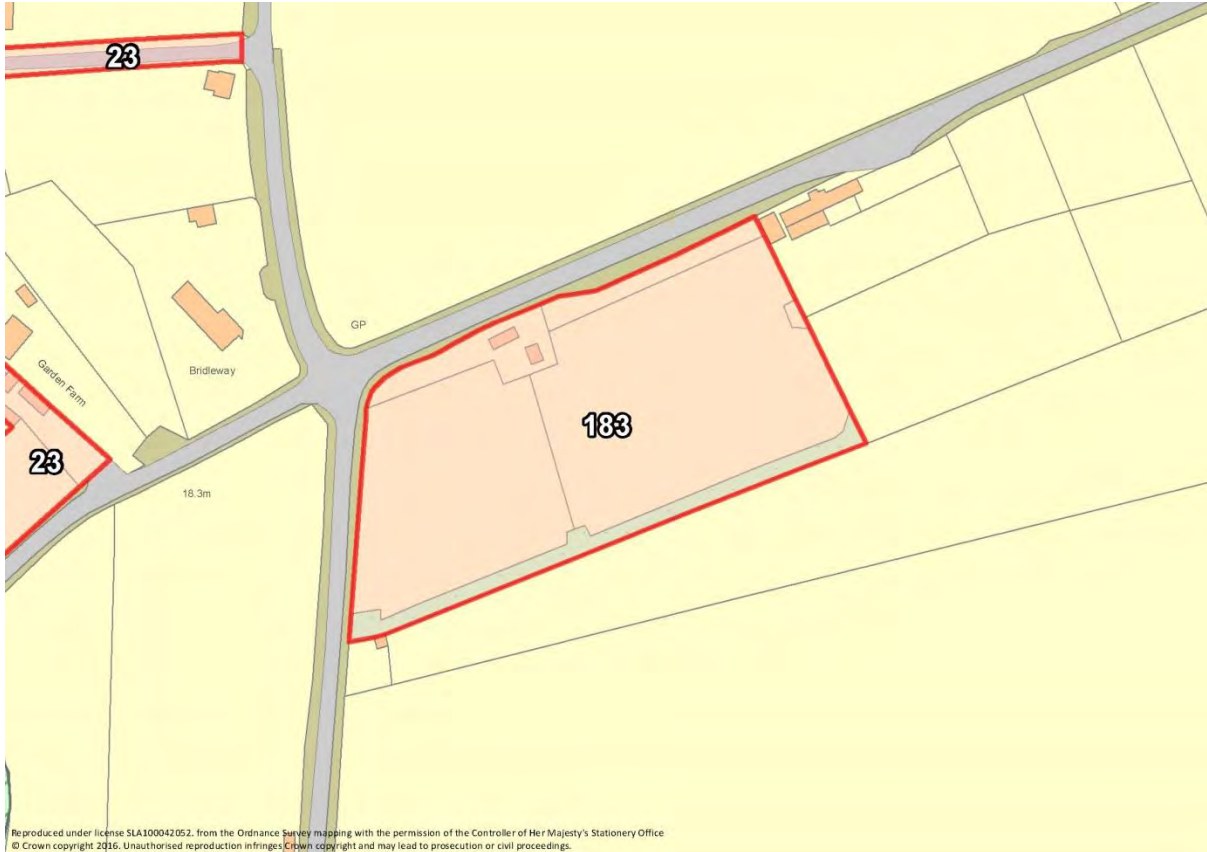 23
GP
Garden Farm
Bridleway
183
23
18.3m
Reproduced under license SLA100042052. from the Ordnance Survey mapping with the permission of the Controller of Her Majesty's Stationery Office
© Crown copyright 2016. Unauthorised reproduction infringes Crown copyright and may lead to prosecution or civil proceedings.